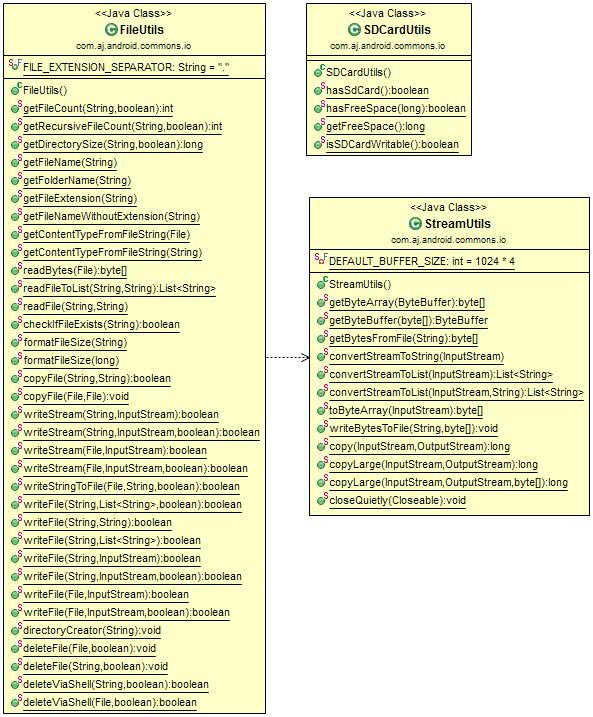 <<Java Class>>
FileUtils
com.aj.android.commons.io
FILE_EXTENSION_SEPARATOR: String = "."
FileUtils()
getFileCount(String,boolean):int
getRecursiveFileCount(String,boolean):int
getDirectorySize(String,boolean):long
getFileName(String)
getFolderName(String)
getFileExtension(String)
getFileNameWithoutExtension(String)
getContentTypeFromFileString(File)
getContentTypeFromFileString(String)
readBytes(File):byte[]
readFileToList(String,String):List<String>
readFile(String,String)
checkIfFileExists(String):boolean
formatFileSize(String)
formatFileSize(long)
copyFile(String,String):boolean
copyFile(File,File):void
writeStream(String,InputStream):boolean
writeStream(String,InputStream,boolean):boolean
writeStream(File,InputStream):boolean
writeStream(File,InputStream,boolean):boolean
writeStringToFile(File,String,boolean):boolean
writeFile(String,List<String>,boolean):boolean
writeFile(String,String):boolean
writeFile(String,List<String>):boolean
writeFile(String,InputStream):boolean
writeFile(String,InputStream,boolean):boolean
writeFile(File,InputStream):boolean
writeFile(File,InputStream,boolean):boolean
directoryCreator(String):void
deleteFile(File,boolean):void
deleteFile(String,boolean):void
deleteViaShell(String,boolean):boolean
deleteViaShell(File,boolean):boolean
<<Java Class>>
SDCardUtils
com.aj.android.commons.io
SDCardUtils()
hasSdCard():boolean
hasFreeSpace(long):boolean
getFreeSpace():long
isSDCardWritable():boolean
<<Java Class>>
StreamUtils
com.aj.android.commons.io
DEFAULT_BUFFER_SIZE: int = 1024 * 4
StreamUtils()
getByteArray(ByteBuffer):byte[]
getByteBuffer(byte[]):ByteBuffer
getBytesFromFile(String):byte[]
convertStreamToString(InputStream)
convertStreamToList(InputStream):List<String>
convertStreamToList(InputStream,String):List<String>
toByteArray(InputStream):byte[]
writeBytesToFile(String,byte[]):void
copy(InputStream,OutputStream):long
copyLarge(InputStream,OutputStream):long
copyLarge(InputStream,OutputStream,byte[]):long
closeQuietly(Closeable):void